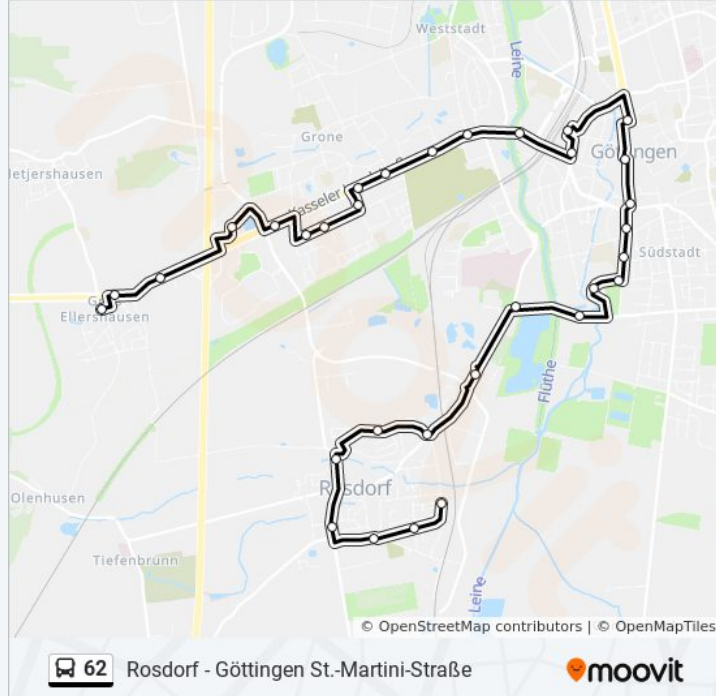 Weststadt
Leine
Grone
Hetjershausen
Kasseler
Göttingen
Südstadt
Ellershausen
Flüthe
Rosdorf
Olenhusen
Tiefenbrunn
Leine
© OpenStreetMap contributors | © OpenMapTiles
62 Rosdorf - Göttingen St.-Martini-Straße
moovit